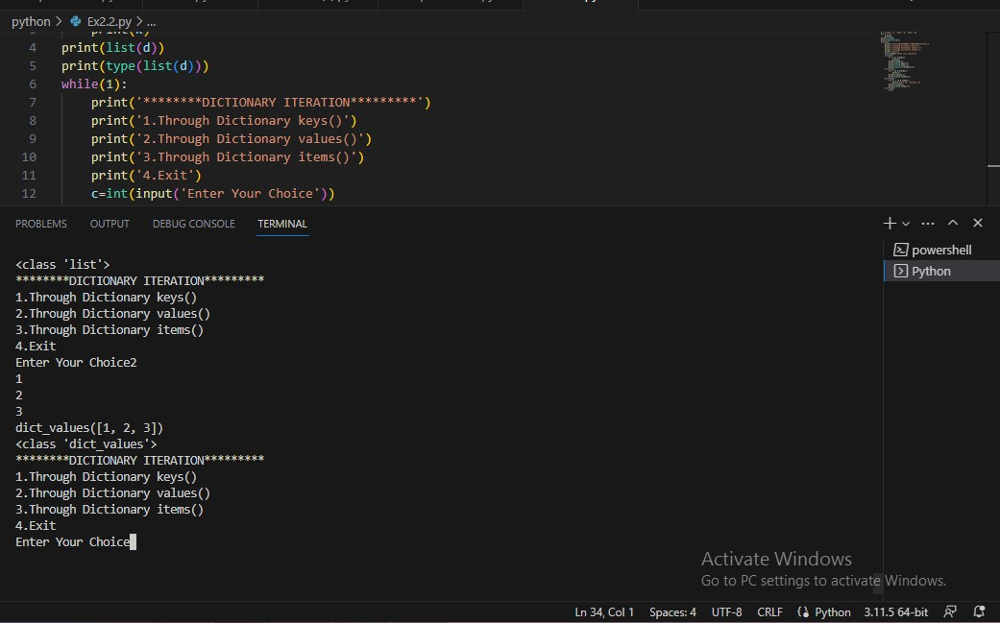 python > Ex2.2.py > ...
4 print(list(d))
5 print(type(list(d)))
6 while(1):
7 print('********DICTIONARY ITERATION*********')
8 print('1.Through Dictionary keys()')
9 print('2.Through Dictionary values()')
10 print('3.Through Dictionary items()')
11 print('4.Exit')
12 c=int(input('Enter Your Choice'))
PROBLEMS OUTPUT DEBUG CONSOLE TERMINAL
powershell
Python
<class 'list'>
********DICTIONARY ITERATION*********
1.Through Dictionary keys()
2.Through Dictionary values()
3.Through Dictionary items()
4.Exit
Enter Your Choice2
1
2
3
dict_values([1, 2, 3])
<class 'dict_values'>
********DICTIONARY ITERATION*********
1.Through Dictionary keys()
2.Through Dictionary values()
3.Through Dictionary items()
4.Exit
Enter Your Choice
Activate Windows
Go to PC settings to activate Windows.
Ln 34, Col 1 Spaces: 4 UTF-8 CRLF Python 3.11.5 64-bit